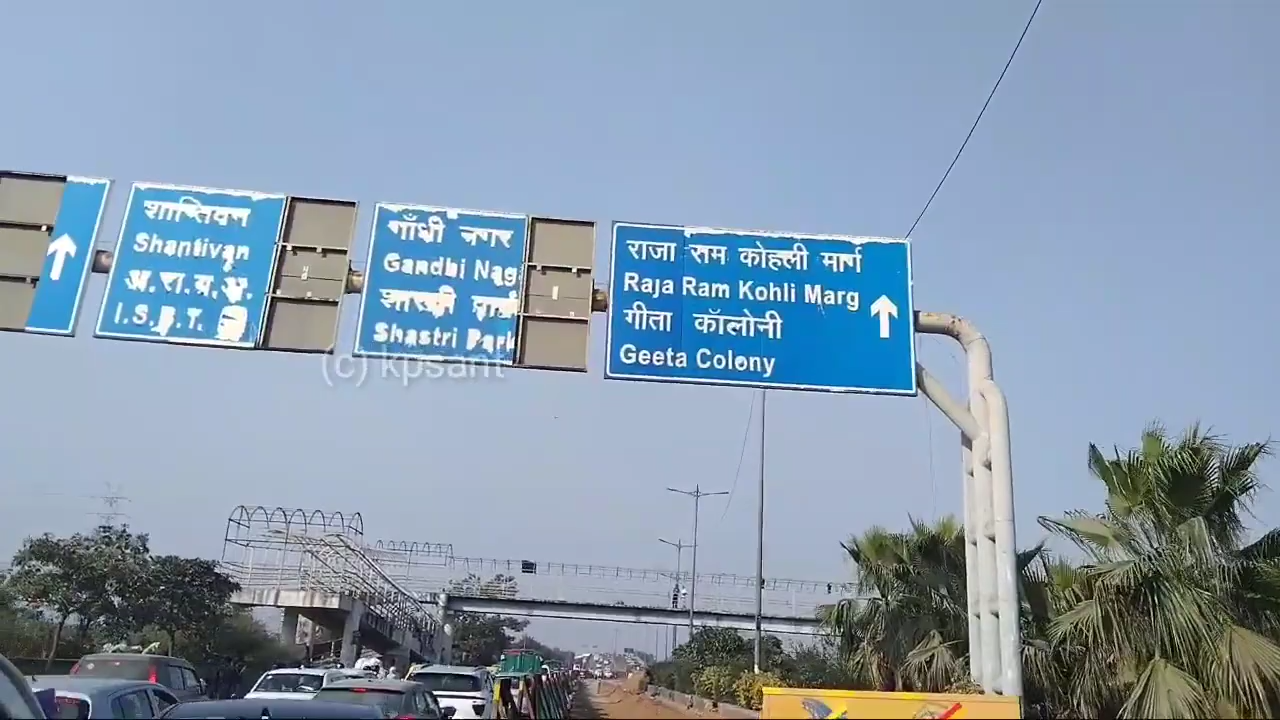 शान्तिवन
Shantivan
अ.रा.ब.अ.
I.S.B.T.
गाँधी नगर
Gandhi Nag
शास्त्री पार्क
Shastri Park
राजा राम कोहली मार्ग
Raja Ram Kohli Marg
गीता कॉलोनी
Geeta Colony
(c) kpsant